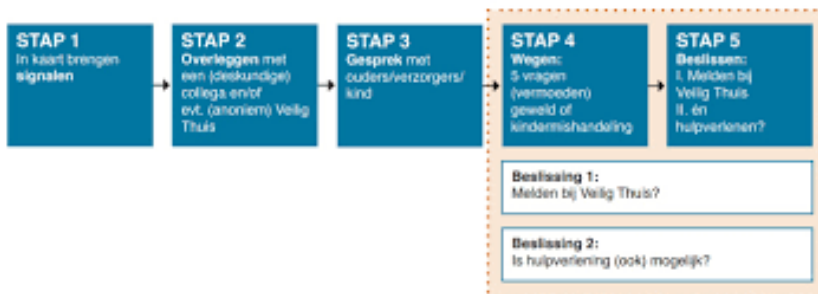 STAP 1
In kaart brengen
signalen
STAP 2
Overleggen met
een (deskundige)
collega en/of
evt. (anoniem) Veilig
Thuis
STAP 3
Gesprek met
ouders/verzorgers/
kind
STAP 4
Wegen:
5 vragen
(vermoeden)
geweld of
kindermishandeling
STAP 5
Beslissen:
I. Melden bij
Veilig Thuis
II. én
hulpverlenen?
Beslissing 1:
Melden bij Veilig Thuis?
Beslissing 2:
Is hulpverlening (ook) mogelijk?